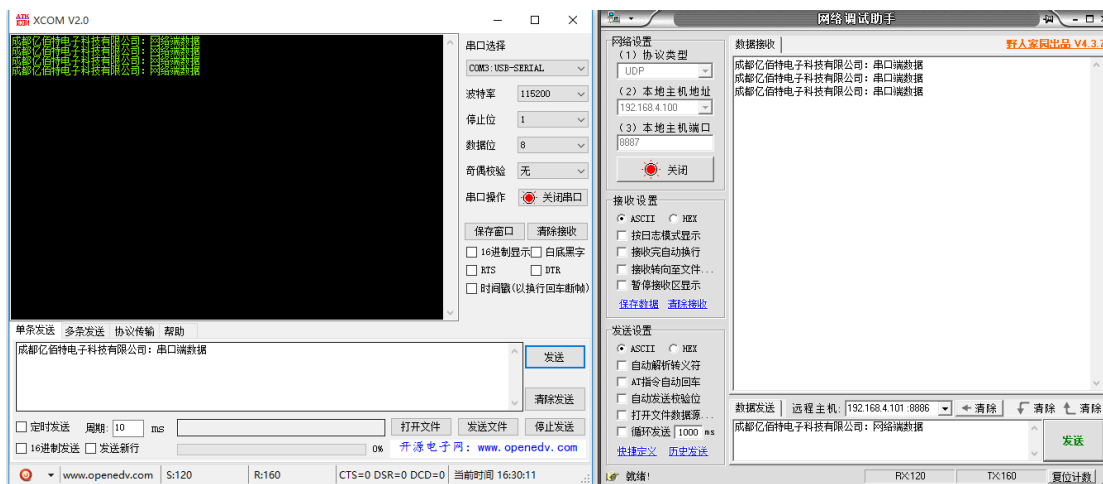 XCOM V2.0
成都亿佰特电子科技有限公司：网络端数据
成都亿佰特电子科技有限公司：网络端数据
成都亿佰特电子科技有限公司：网络端数据
成都亿佰特电子科技有限公司：网络端数据
串口选择
COM3:USB-SERIAL
波特率 115200
停止位 1
数据位 8
奇偶校验 无
串口操作 关闭串口
保存窗口 清除接收
16进制显示 白底黑字
RTS DTR
时间戳(以换行回车断帧)
单条发送 多条发送 协议传输 帮助
成都亿佰特电子科技有限公司：串口端数据
发送
清除发送
定时发送 周期: 10 ms 打开文件 发送文件 停止发送
16进制发送 发送新行 0% 开源电子网：www.openedv.com
www.openedv.com S:120 R:160 CTS=0 DSR=0 DCD=0 当前时间 16:30:11
网络调试助手
网络设置
(1) 协议类型
UDP
(2) 本地主机地址
192.168.4.100
(3) 本地主机端口
8887
关闭
接收设置
ASCII HEX
按日志模式显示
接收完自动换行
接收转向至文件...
暂停接收区显示
保存数据 清除接收
发送设置
ASCII HEX
自动解析转义符
AT指令自动回车
自动发送校验位
打开文件数据源...
循环发送 1000 ms
快捷定义 历史发送
数据接收 野人家园出品 V4.3.7
成都亿佰特电子科技有限公司：串口端数据
成都亿佰特电子科技有限公司：串口端数据
成都亿佰特电子科技有限公司：串口端数据
数据发送 远程主机: 192.168.4.101 :8886 清除 清除
成都亿佰特电子科技有限公司：网络端数据
发送
就绪! RX:120 TX:160 复位计数